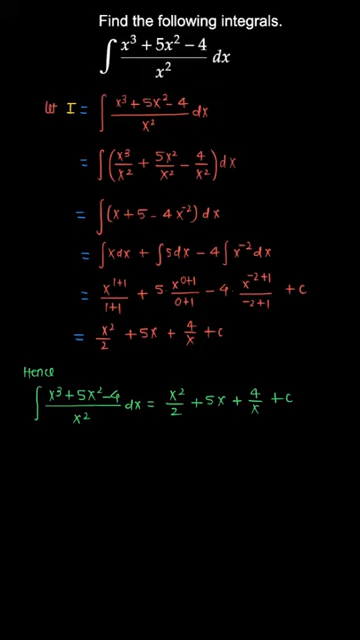 Find the following integrals.
∫ (x³ + 5x² − 4)/x² dx
let I = ∫ (x³ + 5x² − 4)/x² dx
= ∫ (x³/x² + 5x²/x² − 4/x²) dx
= ∫ (x + 5 − 4x⁻²) dx
= ∫ x dx + ∫ 5 dx − 4 ∫ x⁻² dx
= x¹⁺¹/(1+1) + 5 · x⁰⁺¹/(0+1) − 4 · x⁻²⁺¹/(−2+1) + c
= x²/2 + 5x + 4/x + c
Hence
∫ (x³ + 5x² − 4)/x² dx = x²/2 + 5x + 4/x + c